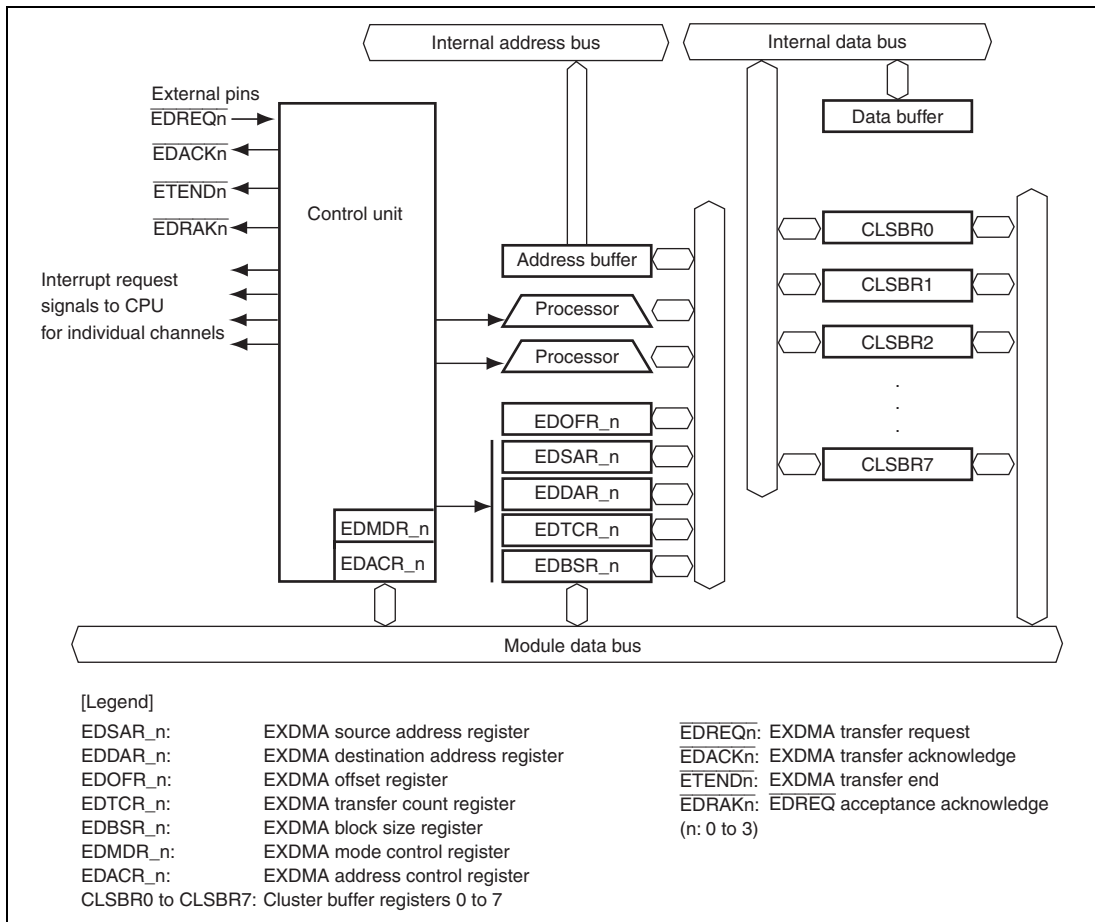 Internal address bus
Internal data bus
External pins
EDREQn
EDACKn
ETENDn
EDRAKn
Interrupt request
signals to CPU
for individual channels
Control unit
Data buffer
Address buffer
Processor
Processor
EDOFR_n
EDSAR_n
EDDAR_n
EDTCR_n
EDBSR_n
EDMDR_n
EDACR_n
CLSBR0
CLSBR1
CLSBR2
.
.
.
CLSBR7
Module data bus
[Legend]
EDSAR_n: EXDMA source address register
EDDAR_n: EXDMA destination address register
EDOFR_n: EXDMA offset register
EDTCR_n: EXDMA transfer count register
EDBSR_n: EXDMA block size register
EDMDR_n: EXDMA mode control register
EDACR_n: EXDMA address control register
CLSBR0 to CLSBR7: Cluster buffer registers 0 to 7
EDREQn: EXDMA transfer request
EDACKn: EXDMA transfer acknowledge
ETENDn: EXDMA transfer end
EDRAKn: EDREQ acceptance acknowledge
(n: 0 to 3)